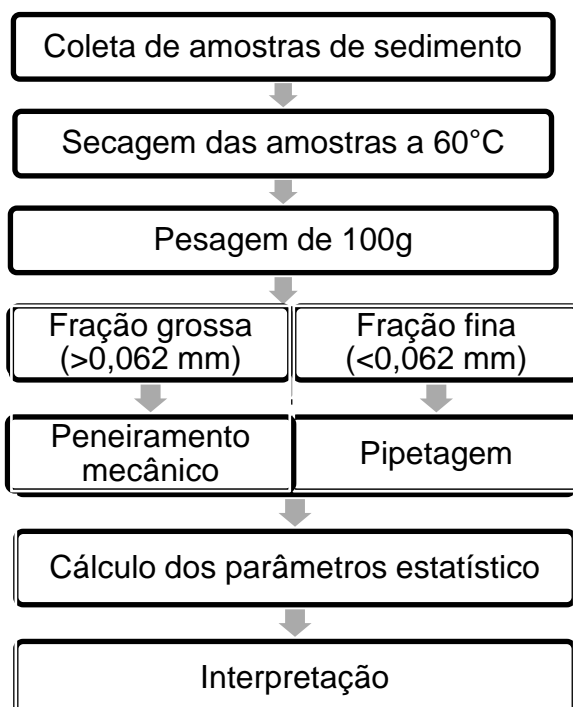 Coleta de amostras de sedimento
Secagem das amostras a 60°C
Pesagem de 100g
Fração grossa
(>0,062 mm)
Fração fina
(<0,062 mm)
Peneiramento
mecânico
Pipetagem
Cálculo dos parâmetros estatístico
Interpretação